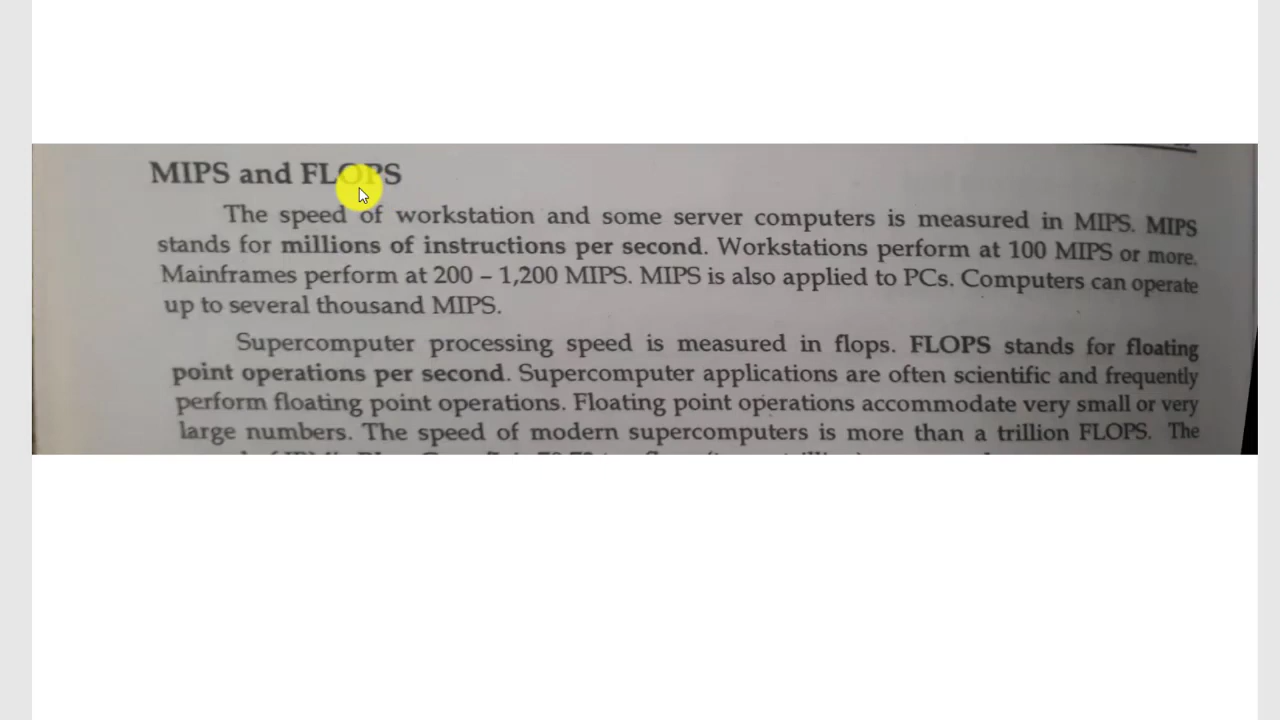 MIPS and FLOPS
The speed of workstation and some server computers is measured in MIPS. MIPS
stands for millions of instructions per second. Workstations perform at 100 MIPS or more.
Mainframes perform at 200 – 1,200 MIPS. MIPS is also applied to PCs. Computers can operate
up to several thousand MIPS.
Supercomputer processing speed is measured in flops. FLOPS stands for floating
point operations per second. Supercomputer applications are often scientific and frequently
perform floating point operations. Floating point operations accommodate very small or very
large numbers. The speed of modern supercomputers is more than a trillion FLOPS. The